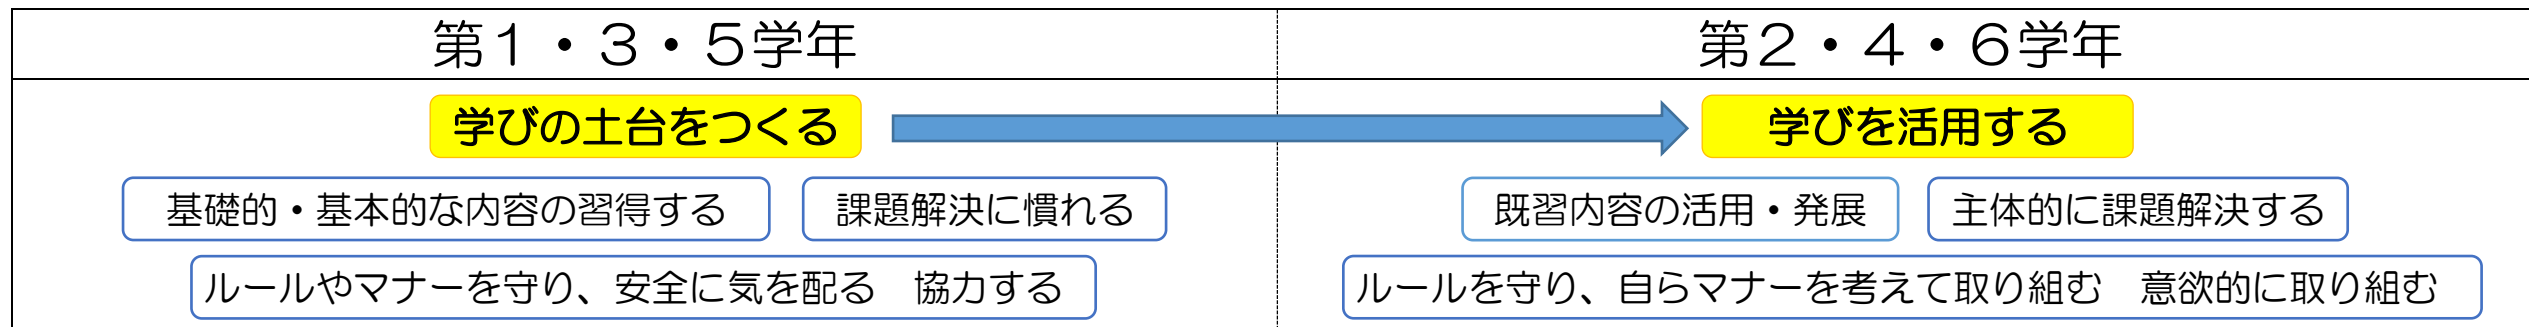 第１・３・５学年
第２・４・６学年
学びの土台をつくる
学びを活用する
基礎的・基本的な内容の習得する
課題解決に慣れる
既習内容の活用・発展
主体的に課題解決する
ルールやマナーを守り、安全に気を配る　協力する
ルールを守り、自らマナーを考えて取り組む　意欲的に取り組む